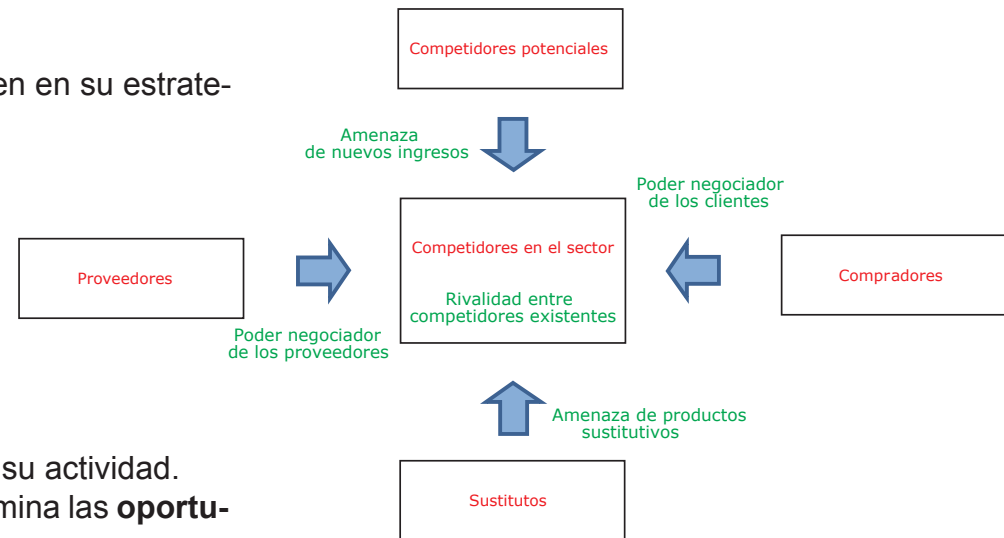 Competidores potenciales
en en su estrate-
Amenaza
de nuevos ingresos
Poder negociador
de los clientes
Competidores en el sector
Proveedores
Compradores
Rivalidad entre
competidores existentes
Poder negociador
de los proveedores
Amenaza de productos
sustitutivos
su actividad.
mina las oportu-
Sustitutos